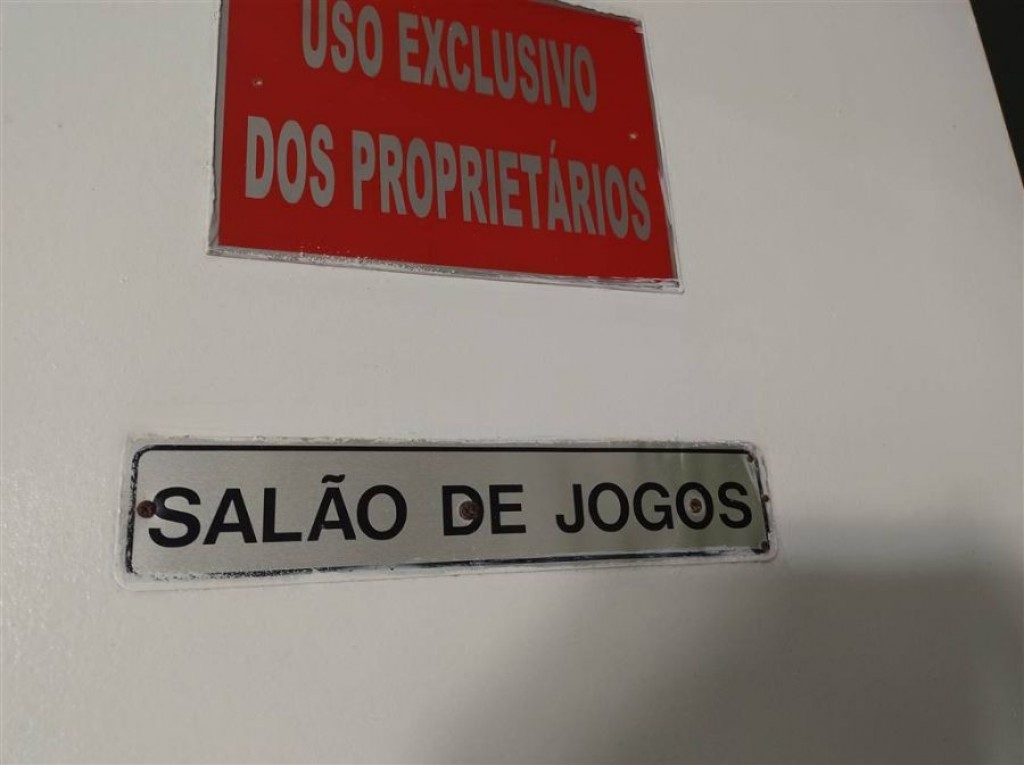 USO EXCLUSIVO
DOS PROPRIETÁRIOS
SALÃO DE JOGOS